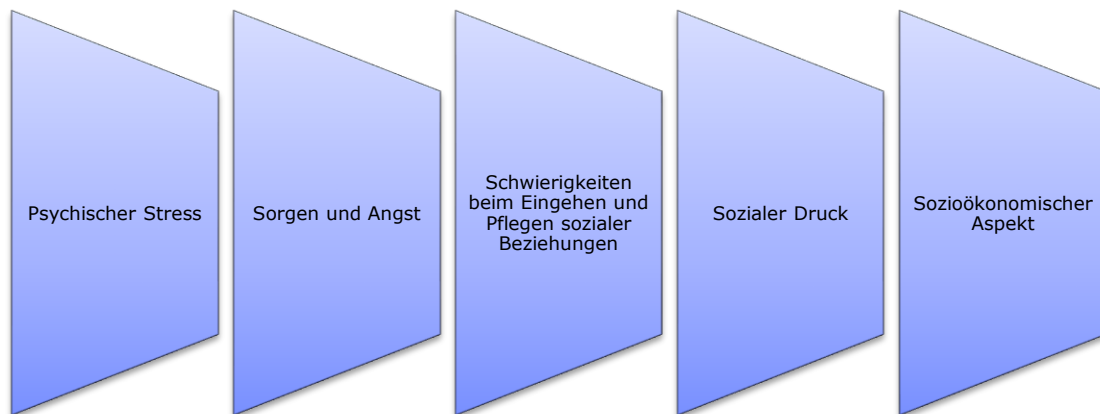 Psychischer Stress
Sorgen und Angst
Schwierigkeiten
beim Eingehen und
Pflegen sozialer
Beziehungen
Sozialer Druck
Sozioökonomischer
Aspekt